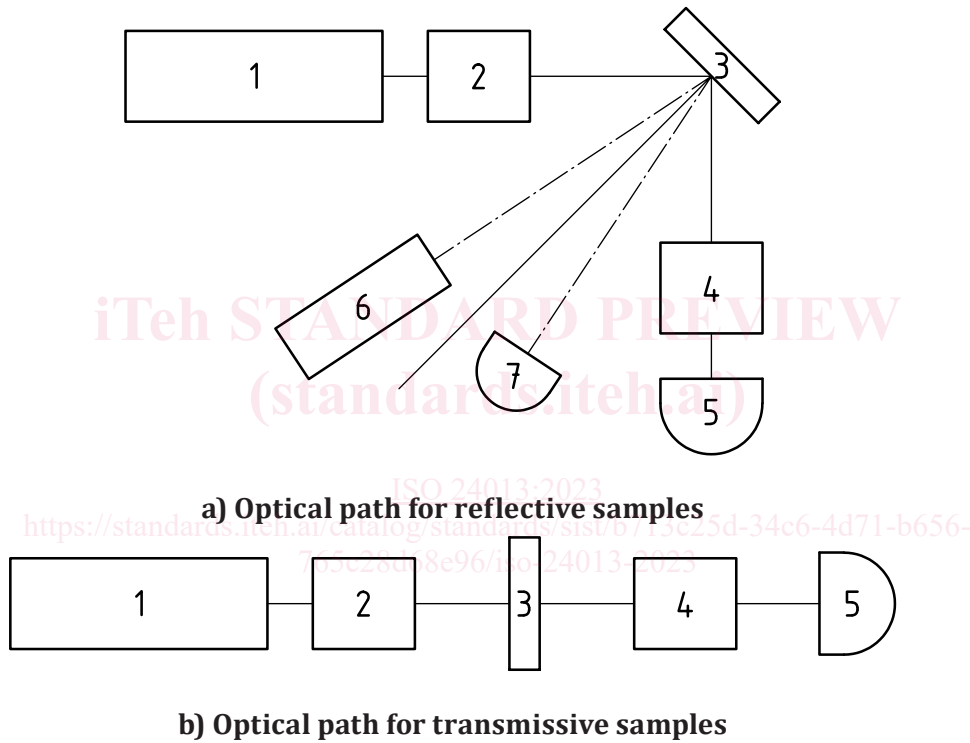 1
2
3
4
5
6
7
iTeh STANDARD PREVIEW
(standards.iteh.ai)
ISO 24013:2023
a) Optical path for reflective samples
https://standards.iteh.ai/catalog/standards/sist/b713c25d-34c6-4d71-b656-
765c28d68e96/iso-24013-2023
1
2
3
4
5
b) Optical path for transmissive samples